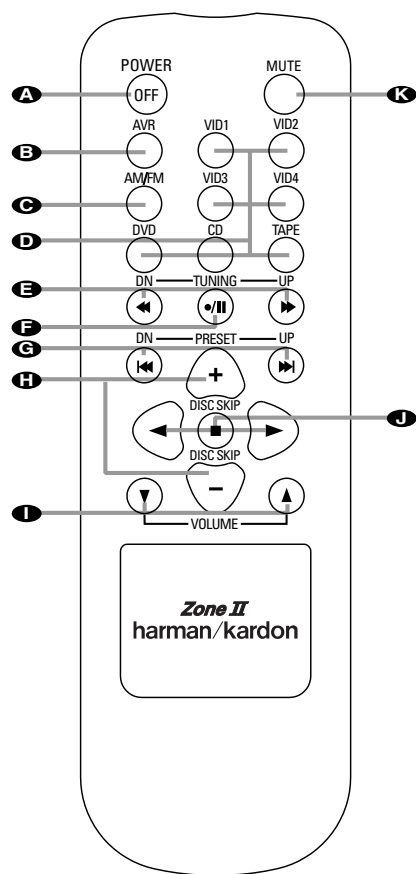 POWER MUTE
A OFF K
AVR VID1 VID2
B
AM/FM VID3 VID4
C
D
DVD CD TAPE
E DN TUNING UP
F
G DN PRESET UP
H +
DISC SKIP
J
DISC SKIP
−
I VOLUME
Zone II
harman/kardon